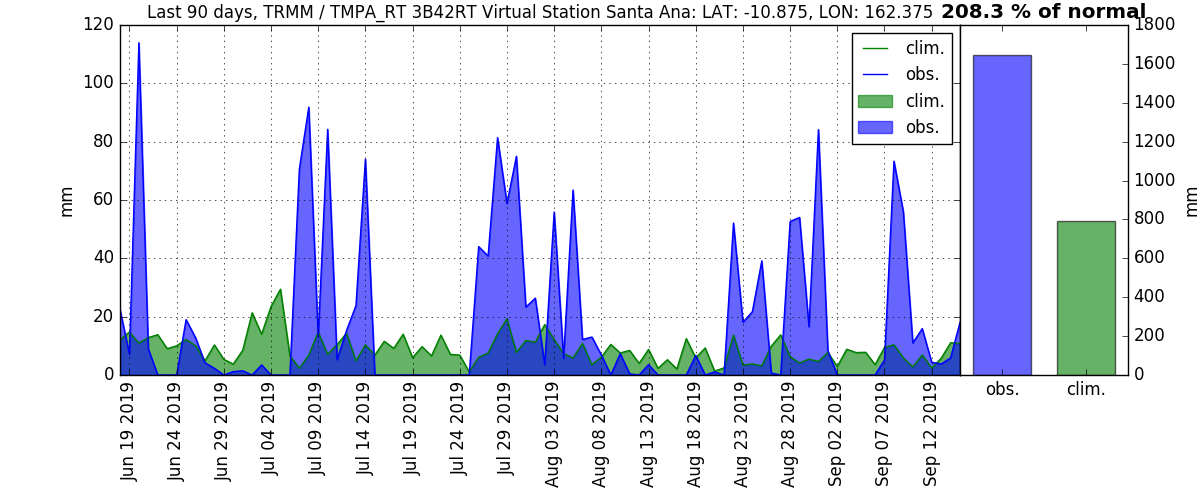 Last 90 days, TRMM / TMPA_RT 3B42RT Virtual Station Santa Ana: LAT: -10.875, LON: 162.375 208.3 % of normal
120
100
80
60
40
20
0
mm
clim.
obs.
clim.
obs.
Jun 19 2019
Jun 24 2019
Jun 29 2019
Jul 04 2019
Jul 09 2019
Jul 14 2019
Jul 19 2019
Jul 24 2019
Jul 29 2019
Aug 03 2019
Aug 08 2019
Aug 13 2019
Aug 18 2019
Aug 23 2019
Aug 28 2019
Sep 02 2019
Sep 07 2019
Sep 12 2019
1800
1600
1400
1200
1000
800
600
400
200
0
mm
obs.
clim.